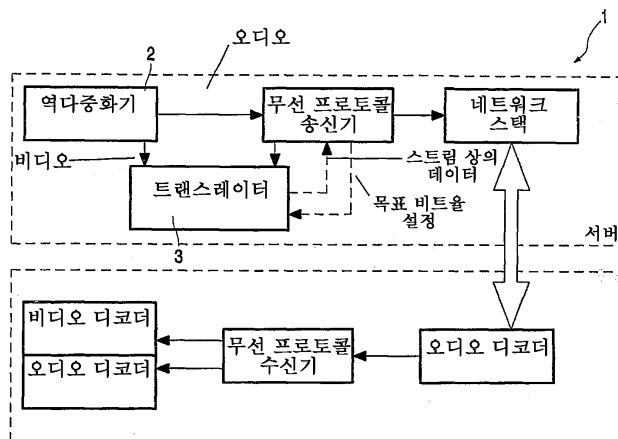 1
오디오
2
역다중화기
무선 프로토콜
송신기
네트워크
스택
비디오
스트림 상의
데이터
트랜스레이터
목표 비트율
설정
3
서버
비디오 디코더
오디오 디코더
무선 프로토콜
수신기
오디오 디코더